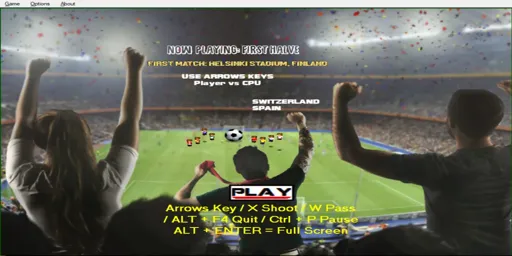 Game Options About
NOW PLAYING: FIRST HALVE
FIRST MATCH: HELSINKI STADIUM, FINLAND
USE ARROWS KEYS
Player vs CPU
SWITZERLAND
SPAIN
PLAY
Arrows Key / X Shoot / W Pass
/ ALT + F4 Quit / Ctrl + P Pause
ALT + ENTER = Full Screen